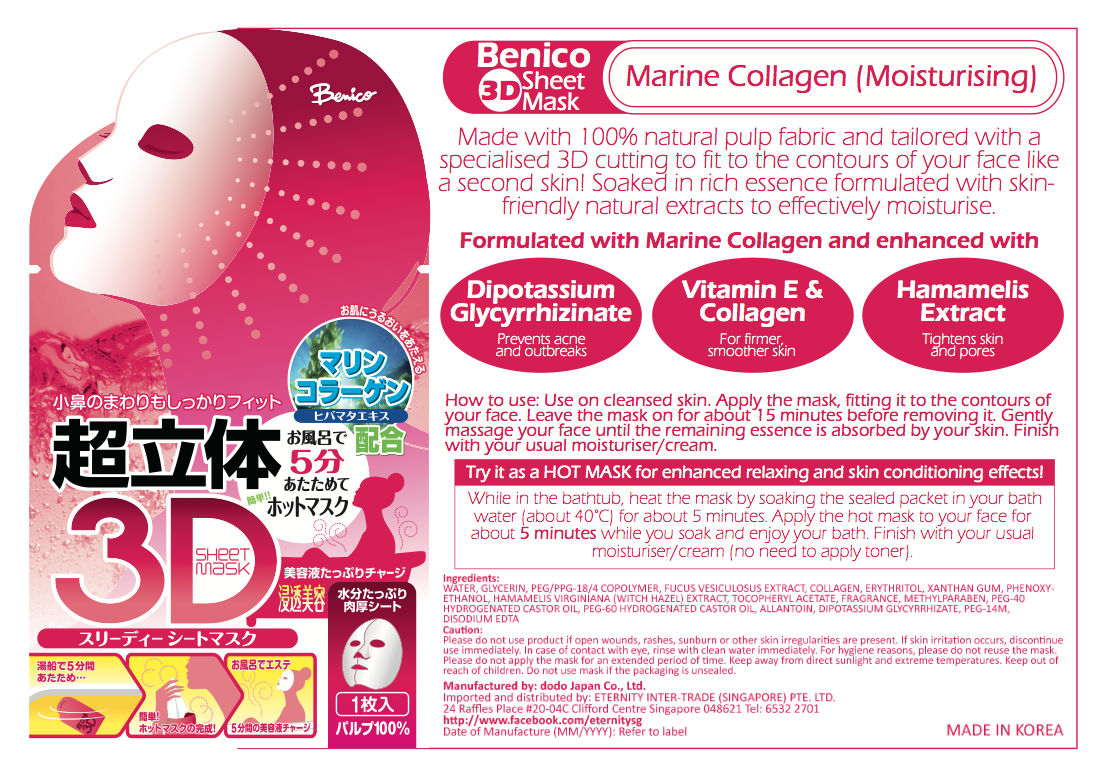 Benico
お肌にうるおいをあたえる
マリン
コラーゲン
ヒバマタエキス
配合
小鼻のまわりもしっかりフィット
超立体
お風呂で
5分
あたためて
簡単!!
ホットマスク
3D
SHEET
MASK
美容液たっぷりチャージ
浸透美容
水分たっぷり
肉厚シート
スリーディーシートマスク
湯船で5分間
あたため…
簡単!
ホットマスクの完成!
お風呂でエステ
5分間の美容液チャージ
1枚入
パルプ100%
Benico
3D Sheet
Mask
Marine Collagen (Moisturising)
Made with 100% natural pulp fabric and tailored with a
specialised 3D cutting to fit to the contours of your face like
a second skin! Soaked in rich essence formulated with skin-
friendly natural extracts to effectively moisturise.
Formulated with Marine Collagen and enhanced with
Dipotassium
Glycyrrhizinate
Prevents acne
and outbreaks
Vitamin E &
Collagen
For firmer,
smoother skin
Hamamelis
Extract
Tightens skin
and pores
How to use: Use on cleansed skin. Apply the mask, fitting it to the contours of
your face. Leave the mask on for about 15 minutes before removing it. Gently
massage your face until the remaining essence is absorbed by your skin. Finish
with your usual moisturiser/cream.
Try it as a HOT MASK for enhanced relaxing and skin conditioning effects!
While in the bathtub, heat the mask by soaking the sealed packet in your bath
water (about 40°C) for about 5 minutes. Apply the hot mask to your face for
about 5 minutes while you soak and enjoy your bath. Finish with your usual
moisturiser/cream (no need to apply toner).
Ingredients:
WATER, GLYCERIN, PEG/PPG-18/4 COPOLYMER, FUCUS VESICULOSUS EXTRACT, COLLAGEN, ERYTHRITOL, XANTHAN GUM, PHENOXY-
ETHANOL, HAMAMELIS VIRGINIANA (WITCH HAZEL) EXTRACT, TOCOPHERYL ACETATE, FRAGRANCE, METHYLPARABEN, PEG-40
HYDROGENATED CASTOR OIL, PEG-60 HYDROGENATED CASTOR OIL, ALLANTOIN, DIPOTASSIUM GLYCYRRHIZATE, PEG-14M,
DISODIUM EDTA
Caution:
Please do not use product if open wounds, rashes, sunburn or other skin irregularities are present. If skin irritation occurs, discontinue
use immediately. In case of contact with eye, rinse with clean water immediately. For hygiene reasons, please do not reuse the mask.
Please do not apply the mask for an extended period of time. Keep away from direct sunlight and extreme temperatures. Keep out of
reach of children. Do not use mask if the packaging is unsealed.
Manufactured by: dodo Japan Co., Ltd.
Imported and distributed by: ETERNITY INTER-TRADE (SINGAPORE) PTE. LTD.
24 Raffles Place #20-04C Clifford Centre Singapore 048621 Tel: 6532 2701
http://www.facebook.com/eternitysg
Date of Manufacture (MM/YYYY): Refer to label
MADE IN KOREA